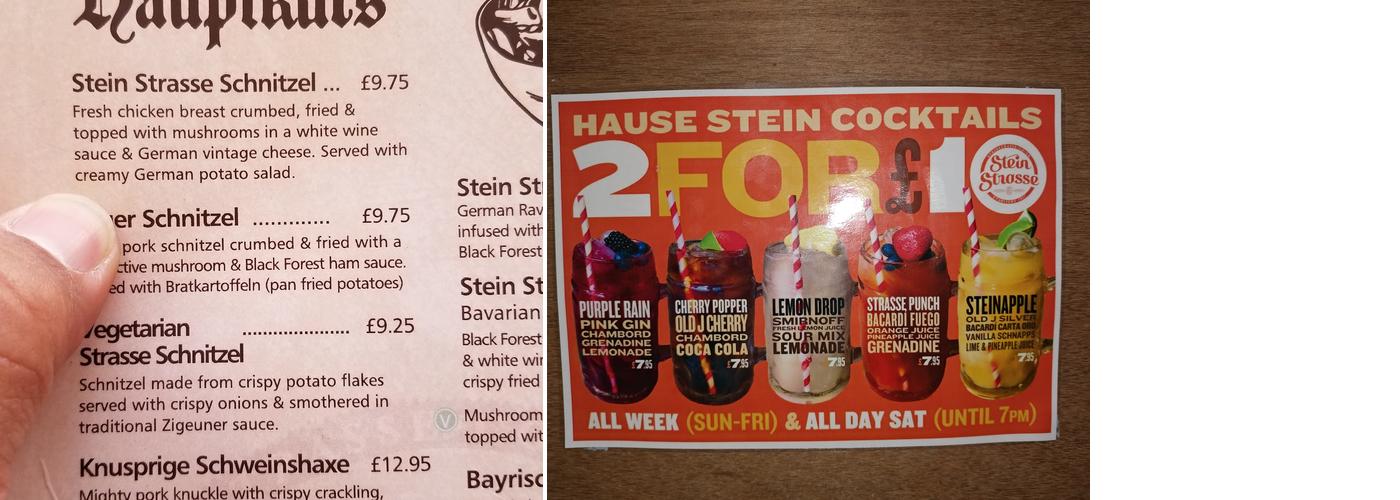 Hauptkurs
Stein Strasse Schnitzel ... £9.75
Fresh chicken breast crumbed, fried &
topped with mushrooms in a white wine
sauce & German vintage cheese. Served with
creamy German potato salad.
Schnitzel ............. £9.75
pork schnitzel crumbed & fried with a
mushroom & Black Forest ham sauce.
with Bratkartoffeln (pan fried potatoes)
Vegetarian .................... £9.25
Strasse Schnitzel
Schnitzel made from crispy potato flakes
served with crispy onions & smothered in
traditional Zigeuner sauce.
Knusprige Schweinshaxe £12.95
Mighty pork knuckle with crispy crackling,
Stein
German
infused with
Black Forest
Stein
Bavarian
Black Forest
& white
crispy fried
V
Mushroom
topped with
HAUSE STEIN COCKTAILS
2 FOR £1
Stein
Strasse
PURPLE RAIN
PINK GIN
CHAMBORD
GRENADINE
LEMONADE
£7.95
CHERRY POPPER
OLD J CHERRY
CHAMBORD
COCA COLA
£7.95
LEMON DROP
SMIRNOFF
FRESH LEMON JUICE
SOUR MIX
LEMONADE
£7.95
STRASSE PUNCH
BACARDI FUEGO
ORANGE JUICE
PINEAPPLE JUICE
GRENADINE
£7.95
STEINAPPLE
OLD J SILVER
BACARDI CARTA ORO
VANILLA SCHNAPPS
LIME & PINEAPPLE JUICE
£7.95
ALL WEEK (SUN-FRI) & ALL DAY SAT (UNTIL 7PM)